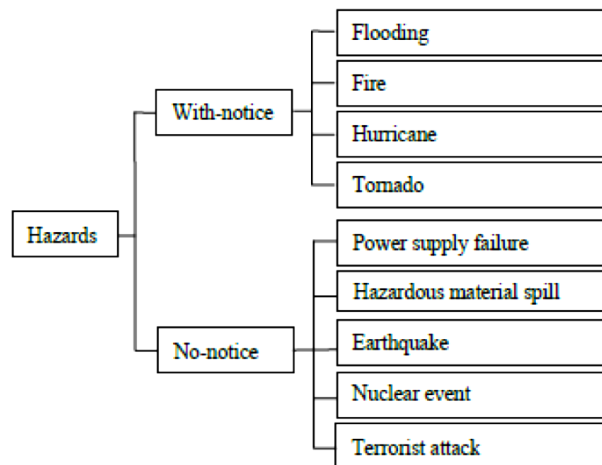 Hazards
With-notice
Flooding
Fire
Hurricane
Tornado
No-notice
Power supply failure
Hazardous material spill
Earthquake
Nuclear event
Terrorist attack